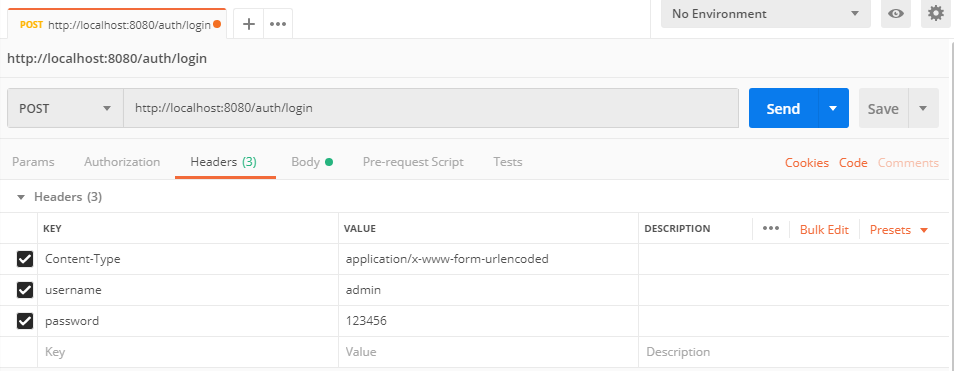 POST http://localhost:8080/auth/login
No Environment
http://localhost:8080/auth/login
POST http://localhost:8080/auth/login Send Save
Params Authorization Headers (3) Body Pre-request Script Tests Cookies Code Comments
Headers (3)
KEY VALUE DESCRIPTION Bulk Edit Presets
Content-Type application/x-www-form-urlencoded
username admin
password 123456
Key Value Description